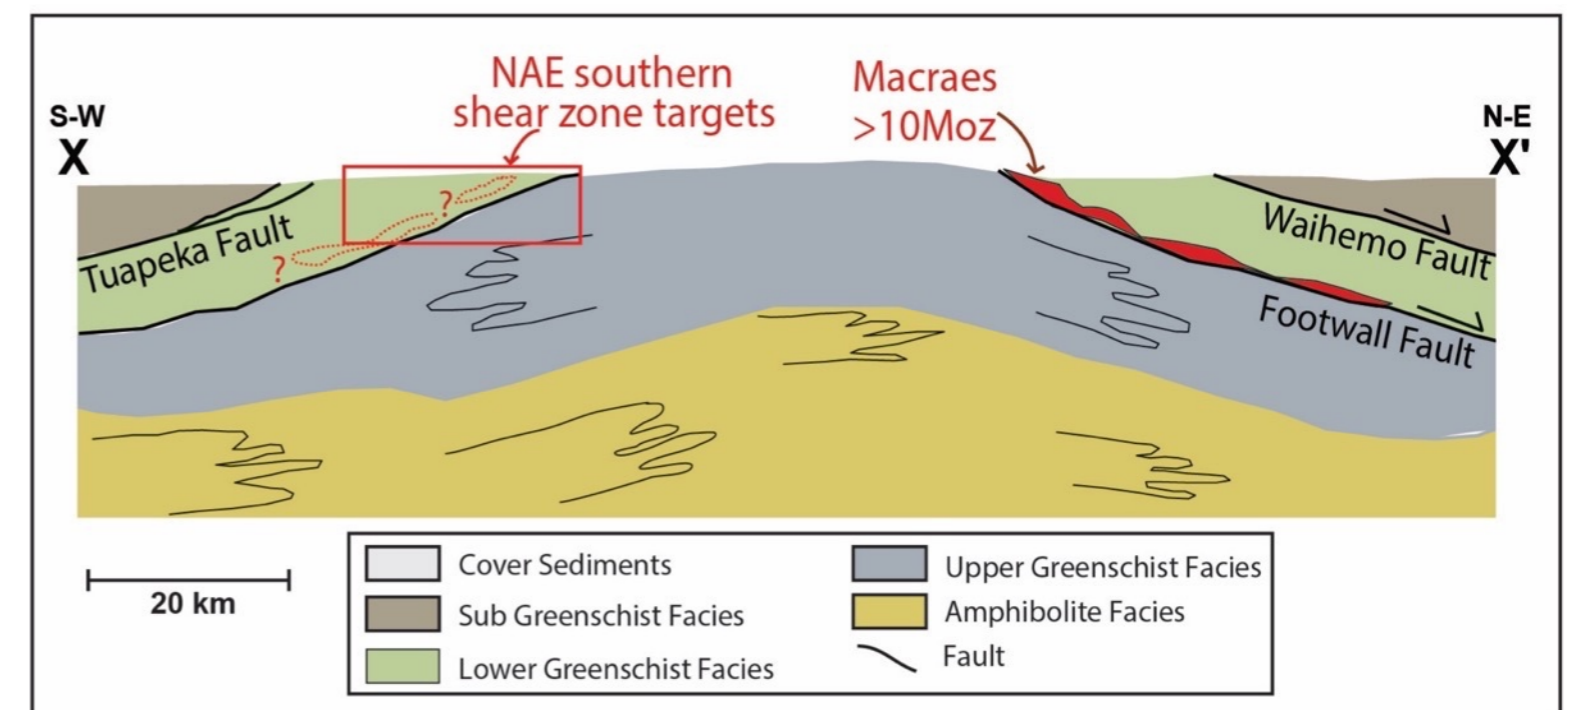 NAE southern
shear zone targets
Macraes
>10Moz
S-W
X
N-E
X'
?
?
Tuapeka Fault
Waihemo Fault
Footwall Fault
20 km
Cover Sediments
Sub Greenschist Facies
Lower Greenschist Facies
Upper Greenschist Facies
Amphibolite Facies
Fault